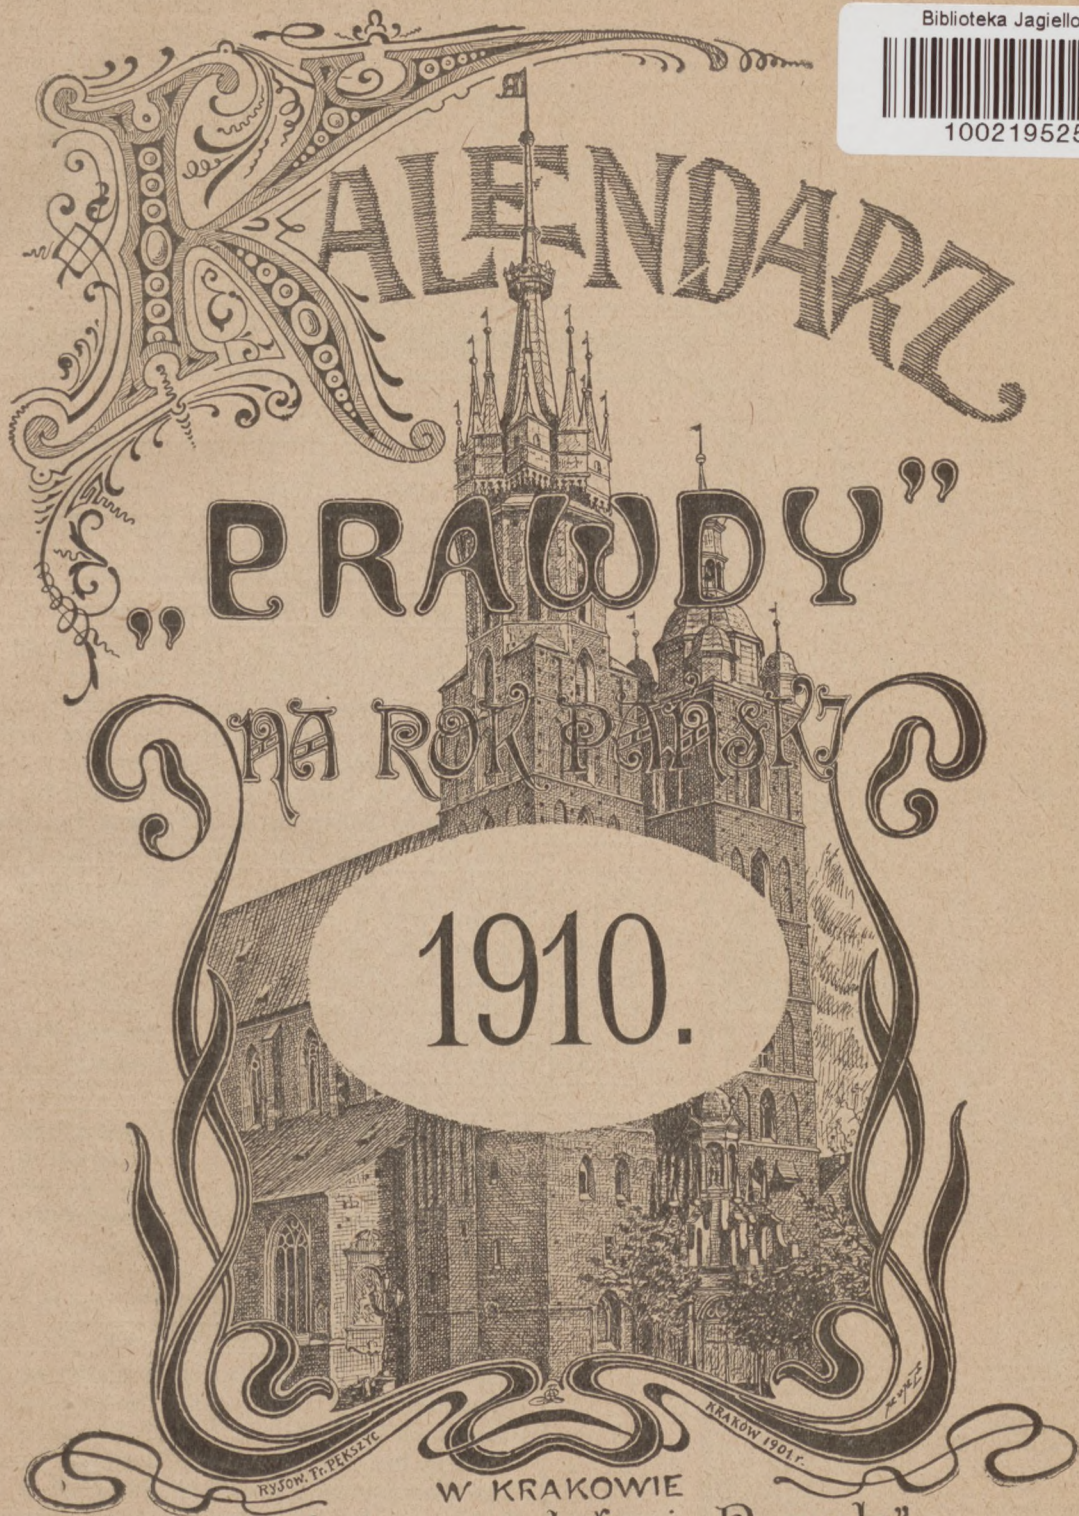 Biblioteka Jagiello
100219525
KALENDARZ
„PRAWDY”
NA ROK PAŃSKI
1910.
RYSOW. Fr. PĘKSZYC
KRAKÓW 1901 r.
W KRAKOWIE